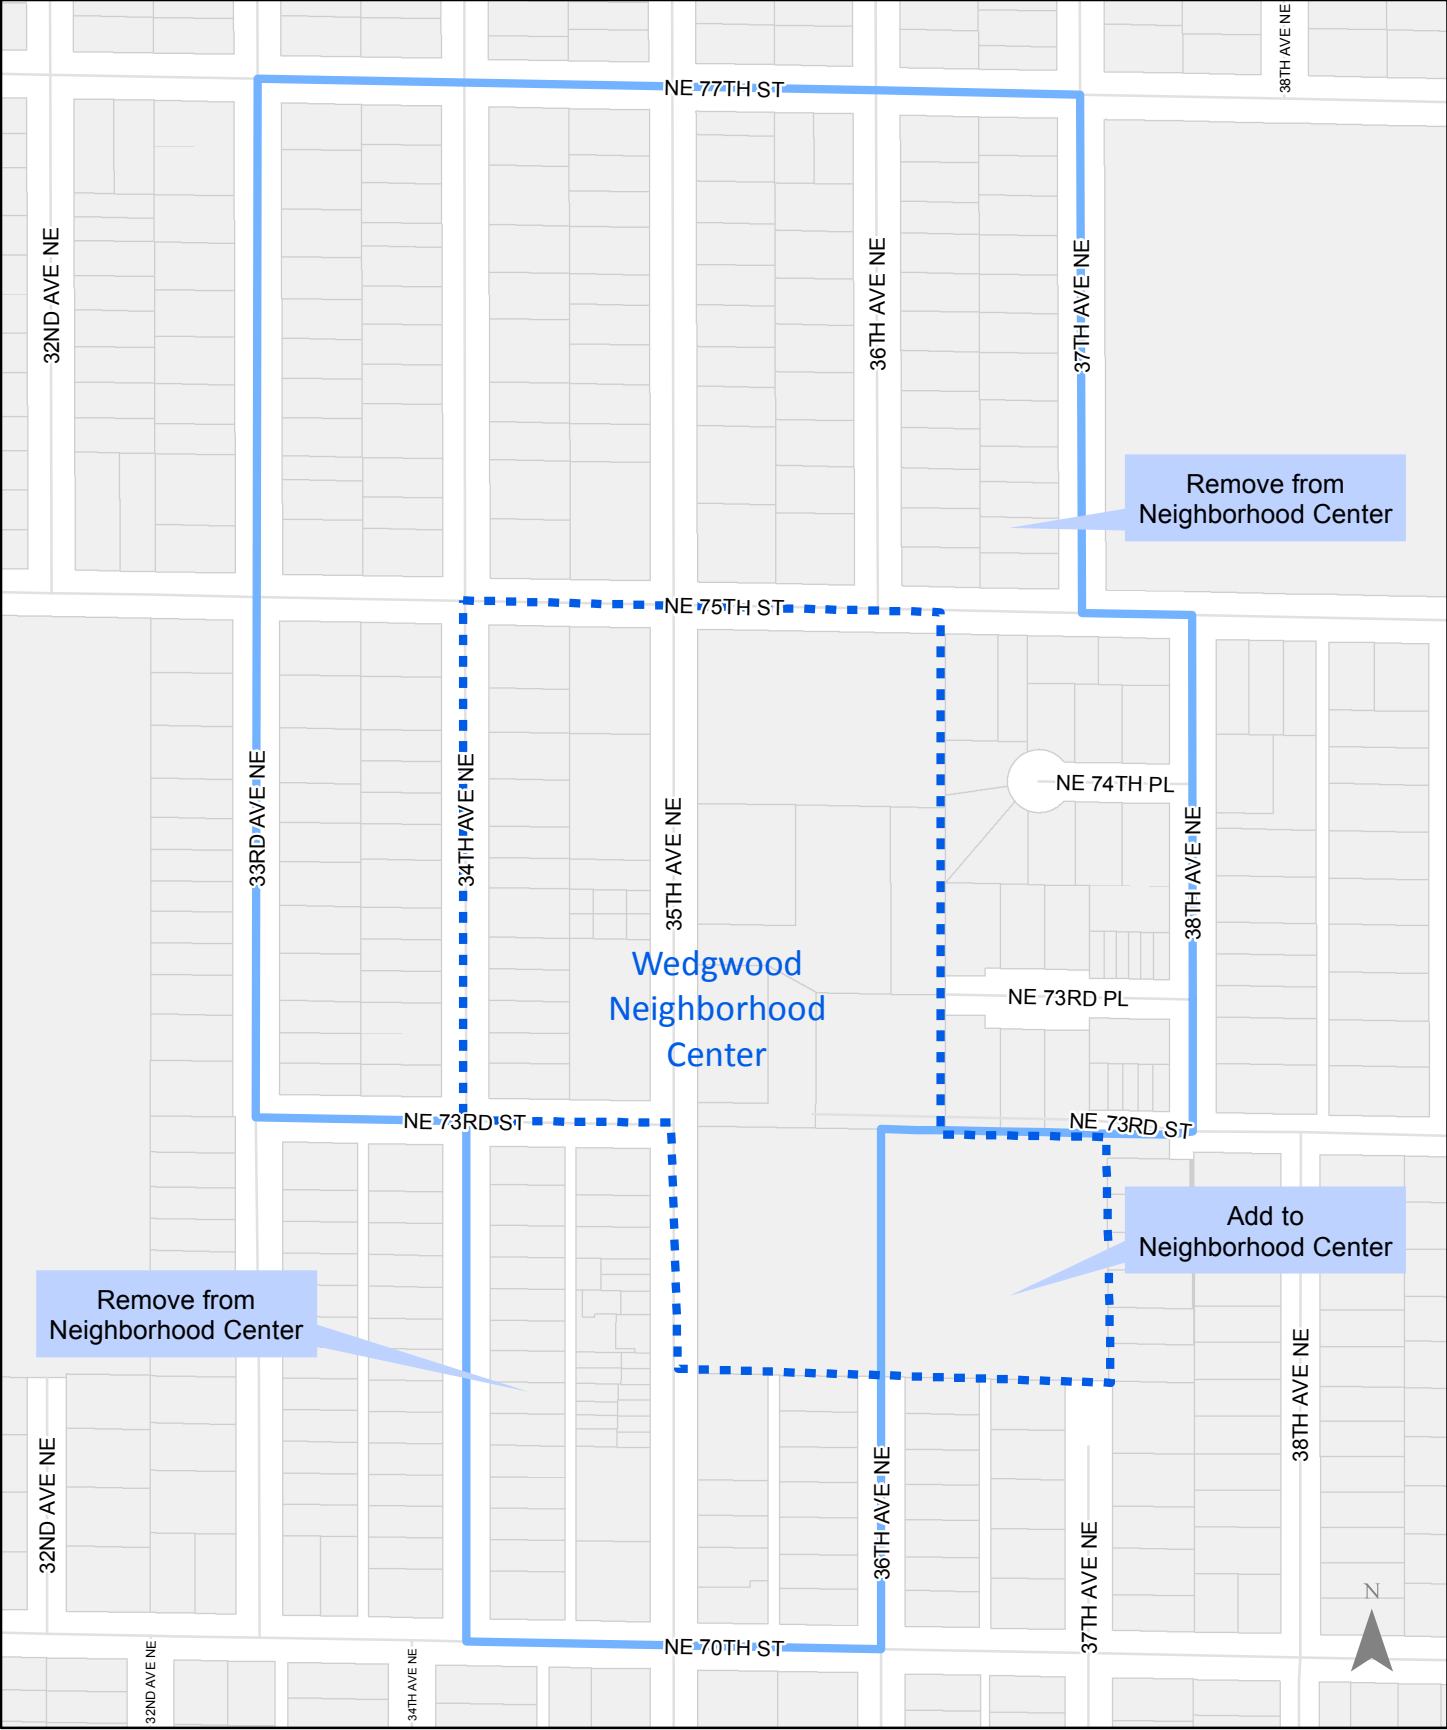 38TH AVE NE
NE 77TH ST
32ND AVE NE
36TH AVE NE
37TH AVE NE
Remove from
Neighborhood Center
NE 75TH ST
33RD AVE NE
34TH AVE NE
35TH AVE NE
NE 74TH PL
38TH AVE NE
Wedgwood
Neighborhood
Center
NE 73RD PL
NE 73RD ST
NE 73RD ST
Add to
Neighborhood Center
Remove from
Neighborhood Center
32ND AVE NE
36TH AVE NE
38TH AVE NE
37TH AVE NE
N
NE 70TH ST
32ND AVE NE
34TH AVE NE